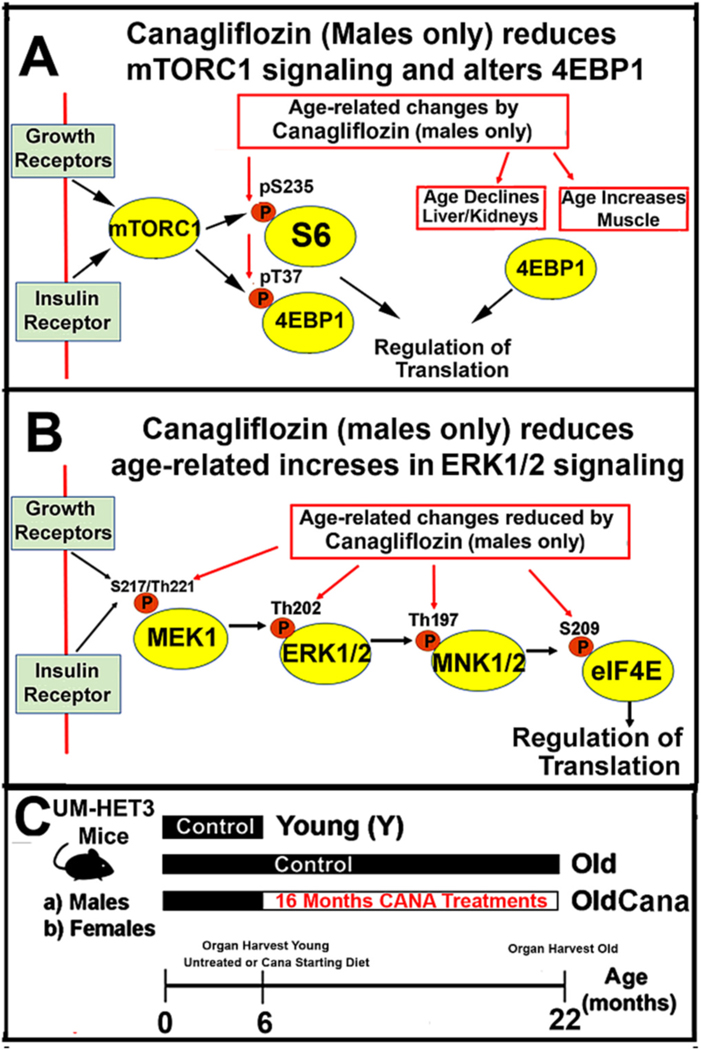 A
Canagliflozin (Males only) reduces
mTORC1 signaling and alters 4EBP1
Age-related changes by
Canagliflozin (males only)
Growth
Receptors
pS235
P
S6
mTORC1
Age Declines
Liver/Kidneys
Age Increases
Muscle
4EBP1
pT37
P
4EBP1
Insulin
Receptor
Regulation of
Translation
B
Canagliflozin (males only) reduces
age-related increses in ERK1/2 signaling
Growth
Receptors
Age-related changes reduced by
Canagliflozin (males only)
S217/Th221
P
MEK1
Th202
P
ERK1/2
Th197
P
MNK1/2
S209
P
eIF4E
Insulin
Receptor
Regulation of
Translation
C
UM-HET3
Mice
a) Males
b) Females
Control
Young (Y)
Control
Old
16 Months CANA Treatments
OldCana
Organ Harvest Young
Untreated or Cana Starting Diet
Organ Harvest Old
Age
(months)
0
6
22